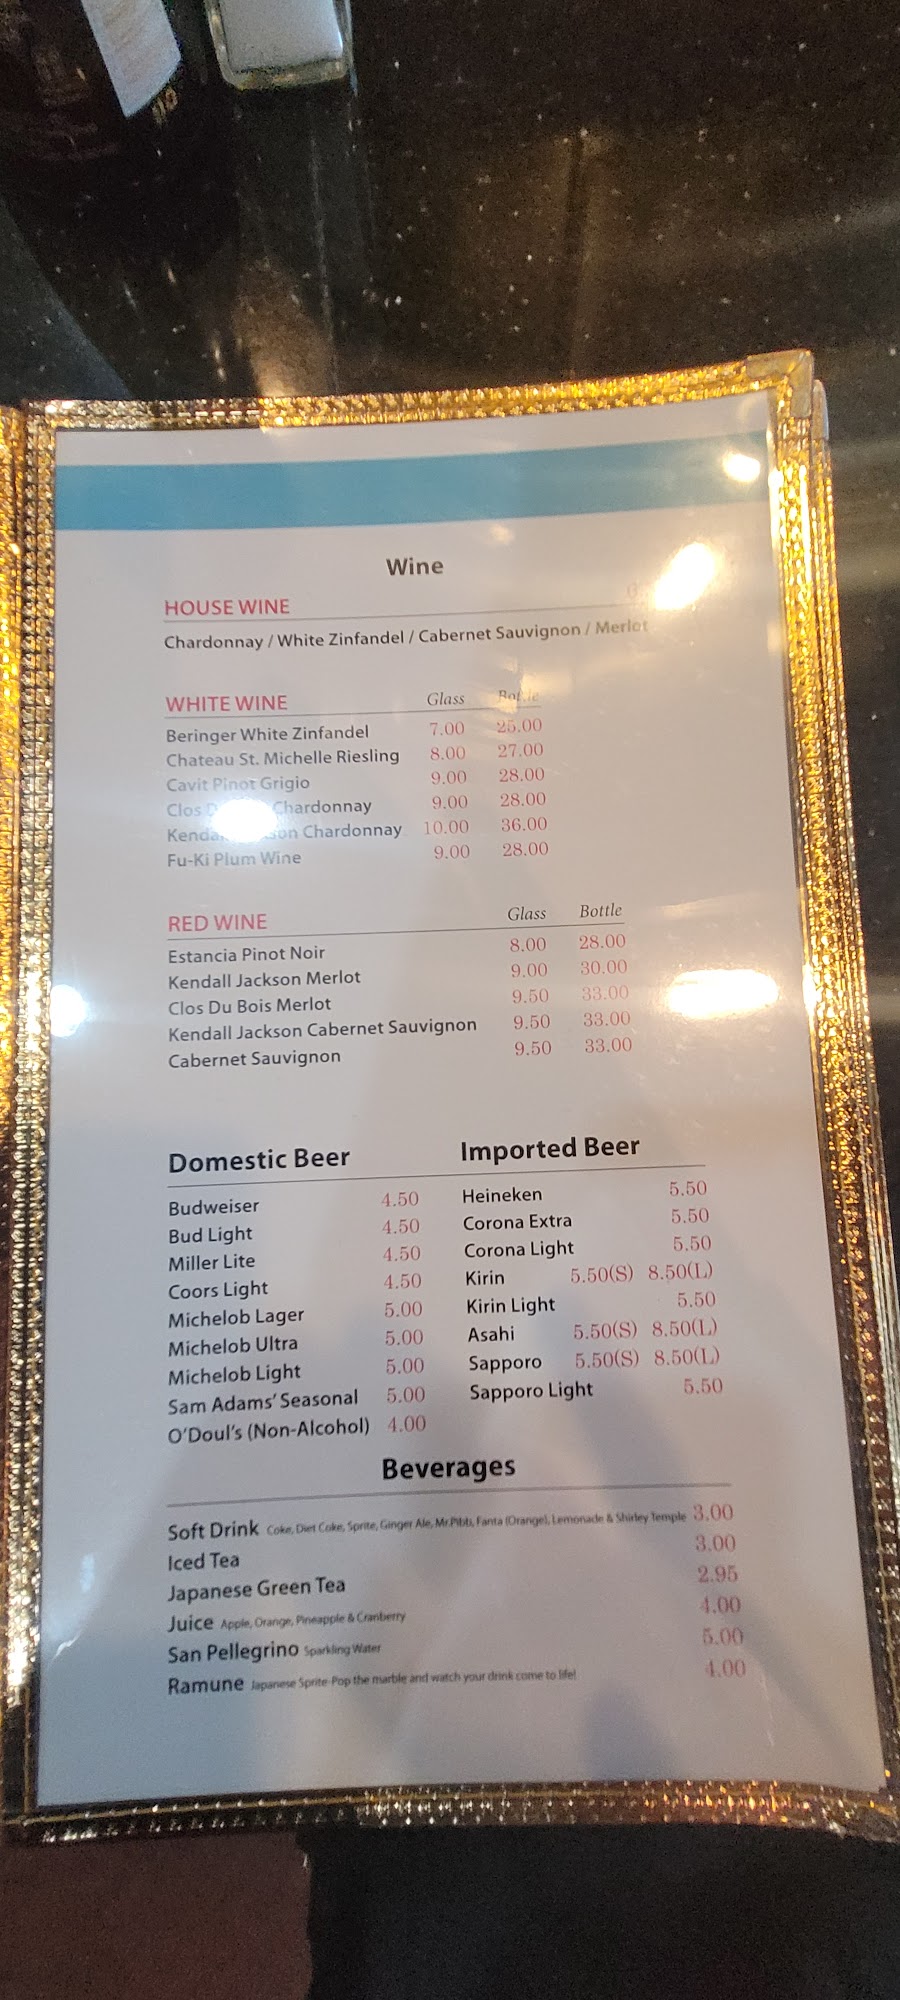 Wine
HOUSE WINE
Chardonnay / White Zinfandel / Cabernet Sauvignon / Merlot
WHITE WINE Glass Bottle
Beringer White Zinfandel 7.00 25.00
Chateau St. Michelle Riesling 8.00 27.00
Cavit Pinot Grigio 9.00 28.00
Clos Chardonnay 9.00 28.00
Chardonnay 10.00 36.00
Fu-Ki Plum Wine 9.00 28.00
RED WINE Glass Bottle
Estancia Pinot Noir 8.00 28.00
Kendall Jackson Merlot 9.00 30.00
Clos Du Bois Merlot 9.50 33.00
Kendall Jackson Cabernet Sauvignon 9.50 33.00
Cabernet Sauvignon 9.50 33.00
Domestic Beer
Budweiser 4.50
Bud Light 4.50
Miller Lite 4.50
Coors Light 4.50
Michelob Lager 5.00
Michelob Ultra 5.00
Michelob Light 5.00
Sam Adams' Seasonal 5.00
O'Doul's (Non-Alcohol) 4.00
Imported Beer
Heineken 5.50
Corona Extra 5.50
Corona Light 5.50
Kirin 5.50(S) 8.50(L)
Kirin Light 5.50
Asahi 5.50(S) 8.50(L)
Sapporo 5.50(S) 8.50(L)
Sapporo Light 5.50
Beverages
Soft Drink Coke, Diet Coke, Sprite, Ginger Ale, Mr.Pibb, Fanta (Orange), Lemonade & Shirley Temple 3.00
Iced Tea 3.00
Japanese Green Tea 2.95
Juice Apple, Orange, Pineapple & Cranberry 4.00
San Pellegrino Sparkling Water 5.00
Ramune Japanese Sprite-Pop the marble and watch your drink come to life! 4.00